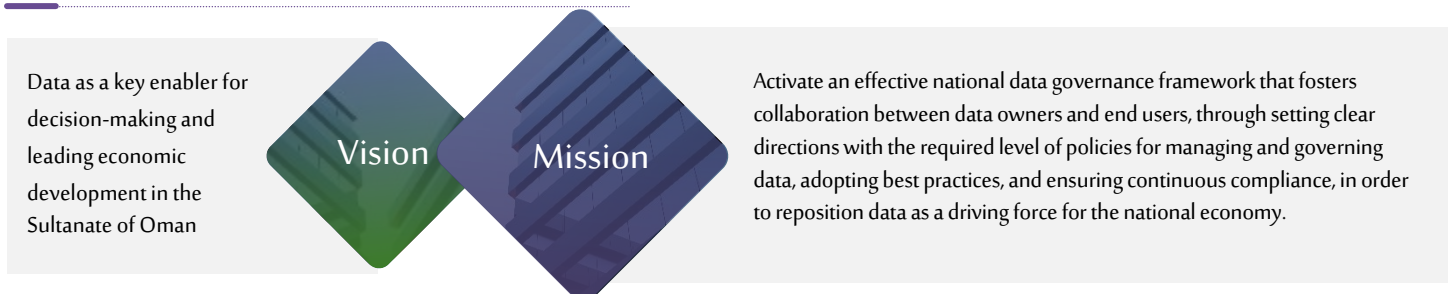 Data as a key enabler for
decision-making and
leading economic
development in the
Sultanate of Oman
Vision
Mission
Activate an effective national data governance framework that fosters
collaboration between data owners and end users, through setting clear
directions with the required level of policies for managing and governing
data, adopting best practices, and ensuring continuous compliance, in order
to reposition data as a driving force for the national economy.